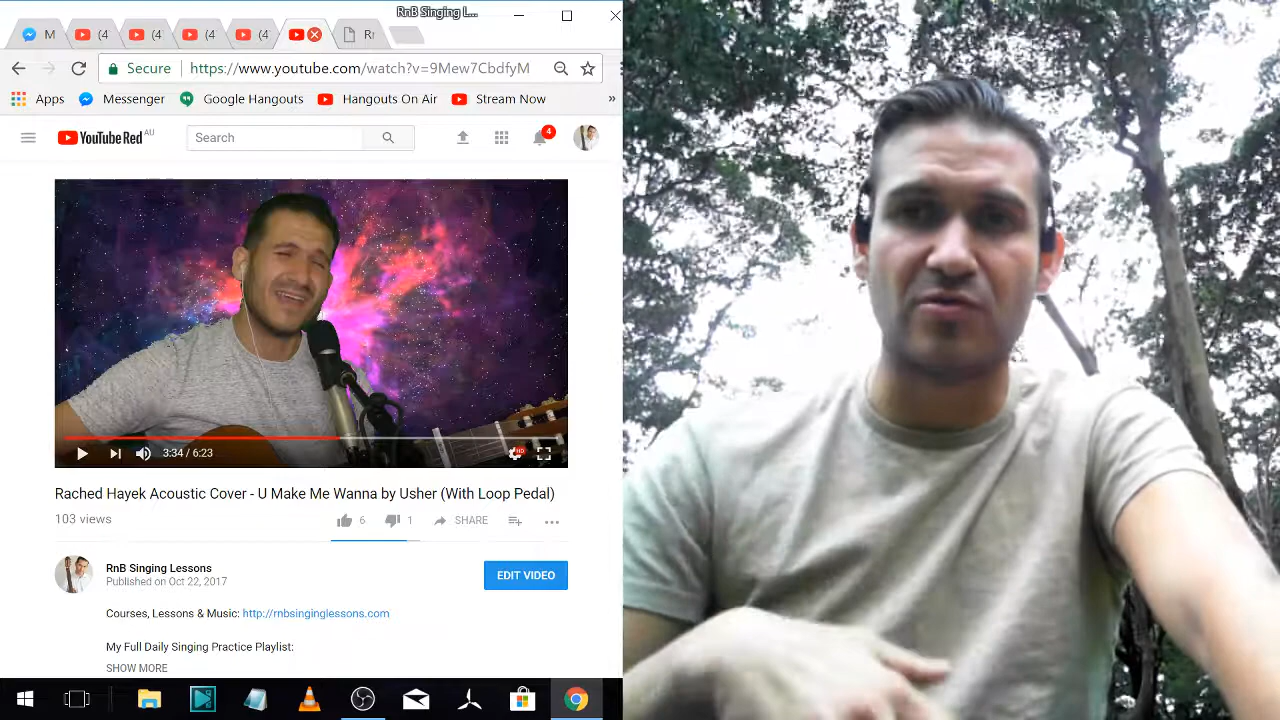 RnB Singing L...
M
(4
(4
(4
(4
Secure
https://www.youtube.com/watch?v=9Mew7CbdfyM
Apps
Messenger
Google Hangouts
Hangouts On Air
Stream Now
»
YouTube Red AU
Search
4
3:34 / 6:23
HD
Rached Hayek Acoustic Cover - U Make Me Wanna by Usher (With Loop Pedal)
103 views
6
1
SHARE
RnB Singing Lessons
Published on Oct 22, 2017
EDIT VIDEO
Courses, Lessons & Music: http://rnbsinginglessons.com
My Full Daily Singing Practice Playlist:
SHOW MORE